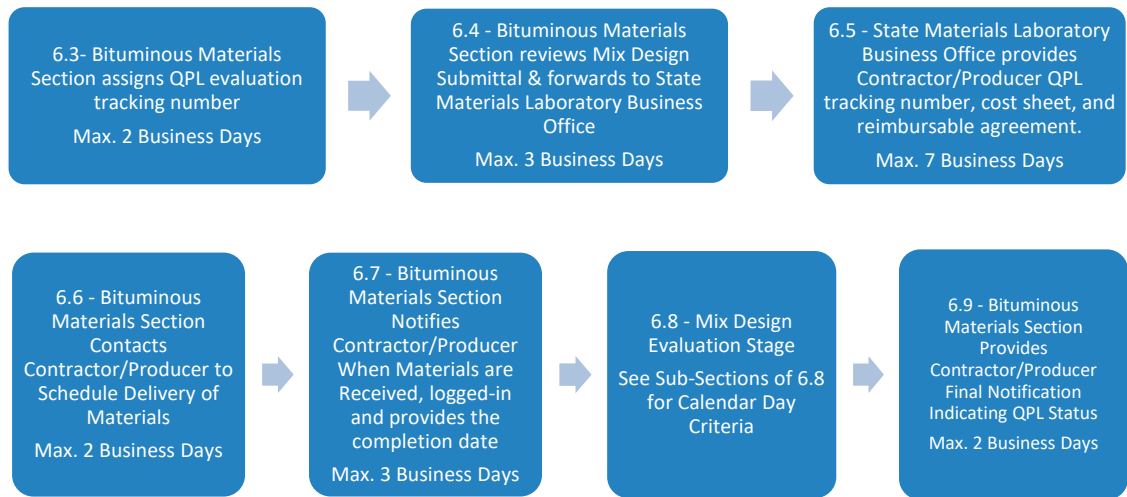 6.3- Bituminous Materials
Section assigns QPL evaluation
tracking number
Max. 2 Business Days
6.4 - Bituminous Materials
Section reviews Mix Design
Submittal & forwards to State
Materials Laboratory Business
Office
Max. 3 Business Days
6.5 - State Materials Laboratory
Business Office provides
Contractor/Producer QPL
tracking number, cost sheet, and
reimbursable agreement.
Max. 7 Business Days
6.6 - Bituminous
Materials Section
Contacts
Contractor/Producer to
Schedule Delivery of
Materials
Max. 2 Business Days
6.7 - Bituminous
Materials Section
Notifies
Contractor/Producer
When Materials are
Received, logged-in
and provides the
completion date
Max. 3 Business Days
6.8 - Mix Design
Evaluation Stage
See Sub-Sections of 6.8
for Calendar Day
Criteria
6.9 - Bituminous
Materials Section
Provides
Contractor/Producer
Final Notification
Indicating QPL Status
Max. 2 Business Days